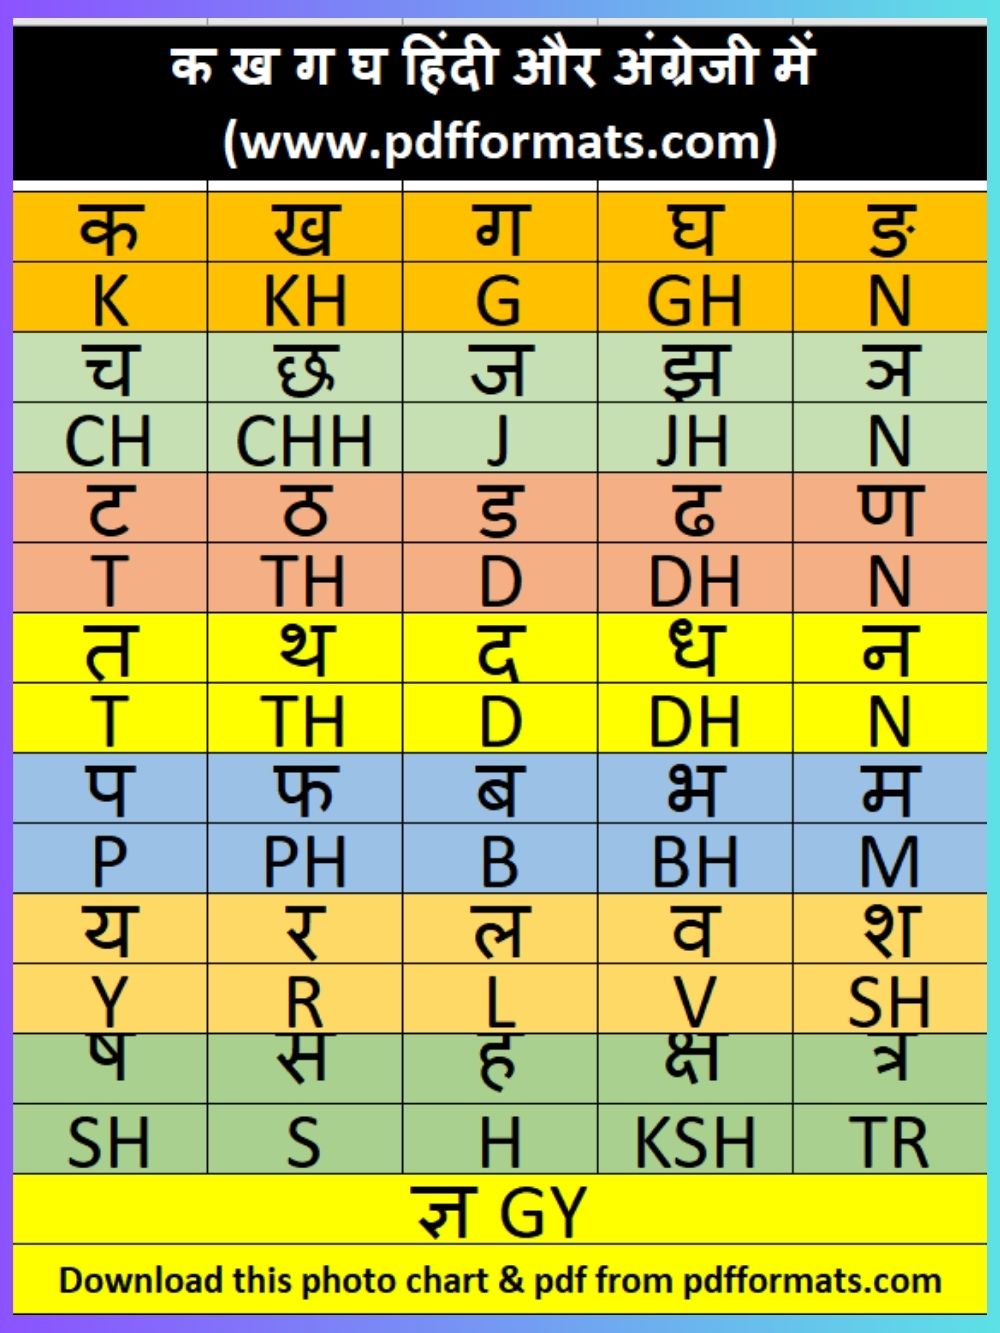 क ख ग घ हिंदी और अंग्रेजी में
(www.pdfformats.com)
क ख ग घ ङ
K KH G GH N
च छ ज झ ञ
CH CHH J JH N
ट ठ ड ढ ण
T TH D DH N
त थ द ध न
T TH D DH N
प फ ब भ म
P PH B BH M
य र ल व श
Y R L V SH
ष स ह क्ष त्र
SH S H KSH TR
ज्ञ GY
Download this photo chart & pdf from pdfformats.com